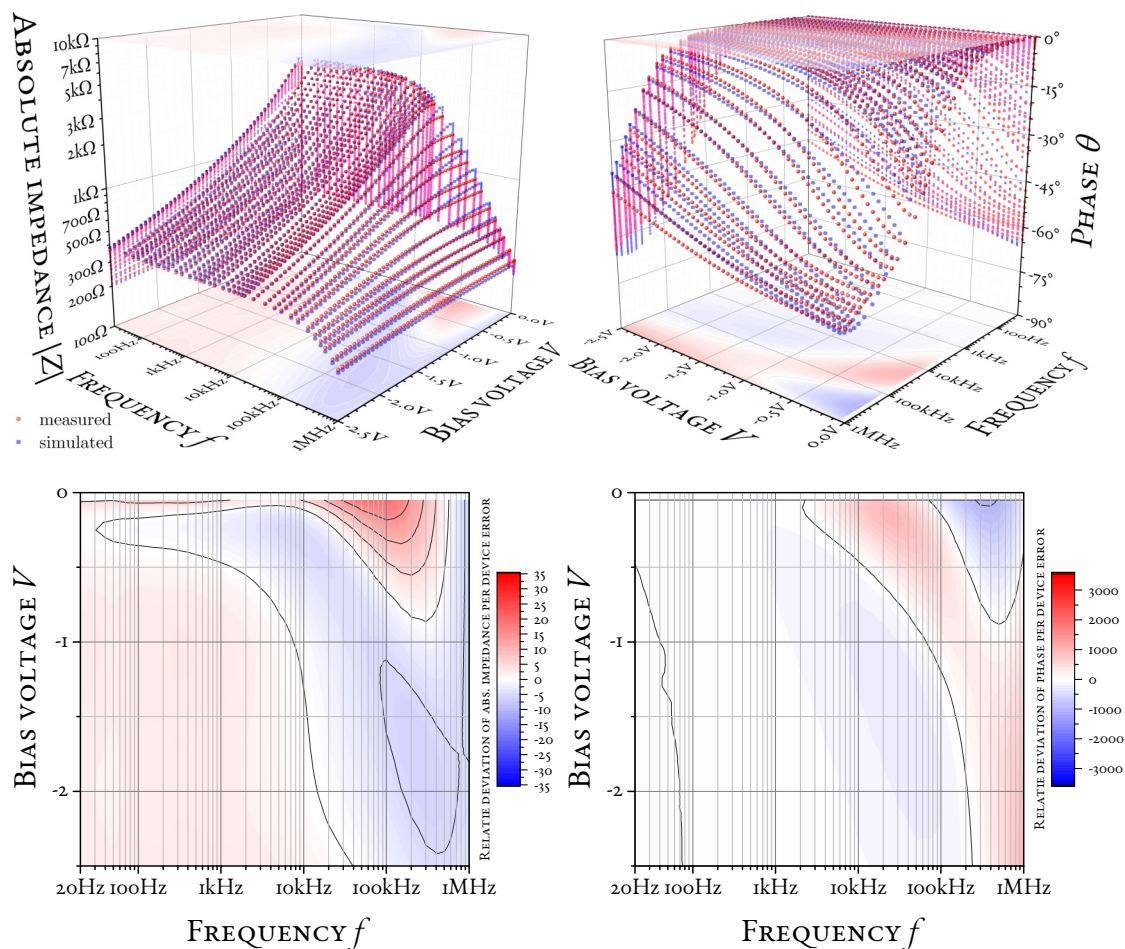 Absolute impedance |Z|
10kΩ
7kΩ
5kΩ
3kΩ
2kΩ
1kΩ
700Ω
500Ω
300Ω
200Ω
100Ω
100Hz
1kHz
10kHz
100kHz
1MHz
Frequency f
-2.5V
-2.0V
-1.5V
-1.0V
-0.5V
0.0V
Bias voltage V
measured
simulated
0°
-15°
-30°
-45°
-60°
-75°
-90°
Phase θ
-2.5V
-2.0V
-1.5V
-1.0V
-0.5V
0.0V
Bias voltage V
1MHz
100kHz
10kHz
1kHz
100Hz
Frequency f
Bias voltage V
0
-1
-2
20Hz 100Hz 1kHz 10kHz 100kHz 1MHz
Frequency f
Relatie deviation of abs. impedance per device error
35
30
25
20
15
10
5
0
-5
-10
-15
-20
-25
-30
-35
Bias voltage V
0
-1
-2
20Hz 100Hz 1kHz 10kHz 100kHz 1MHz
Frequency f
Relatie deviation of phase per device error
3000
2000
1000
0
-1000
-2000
-3000